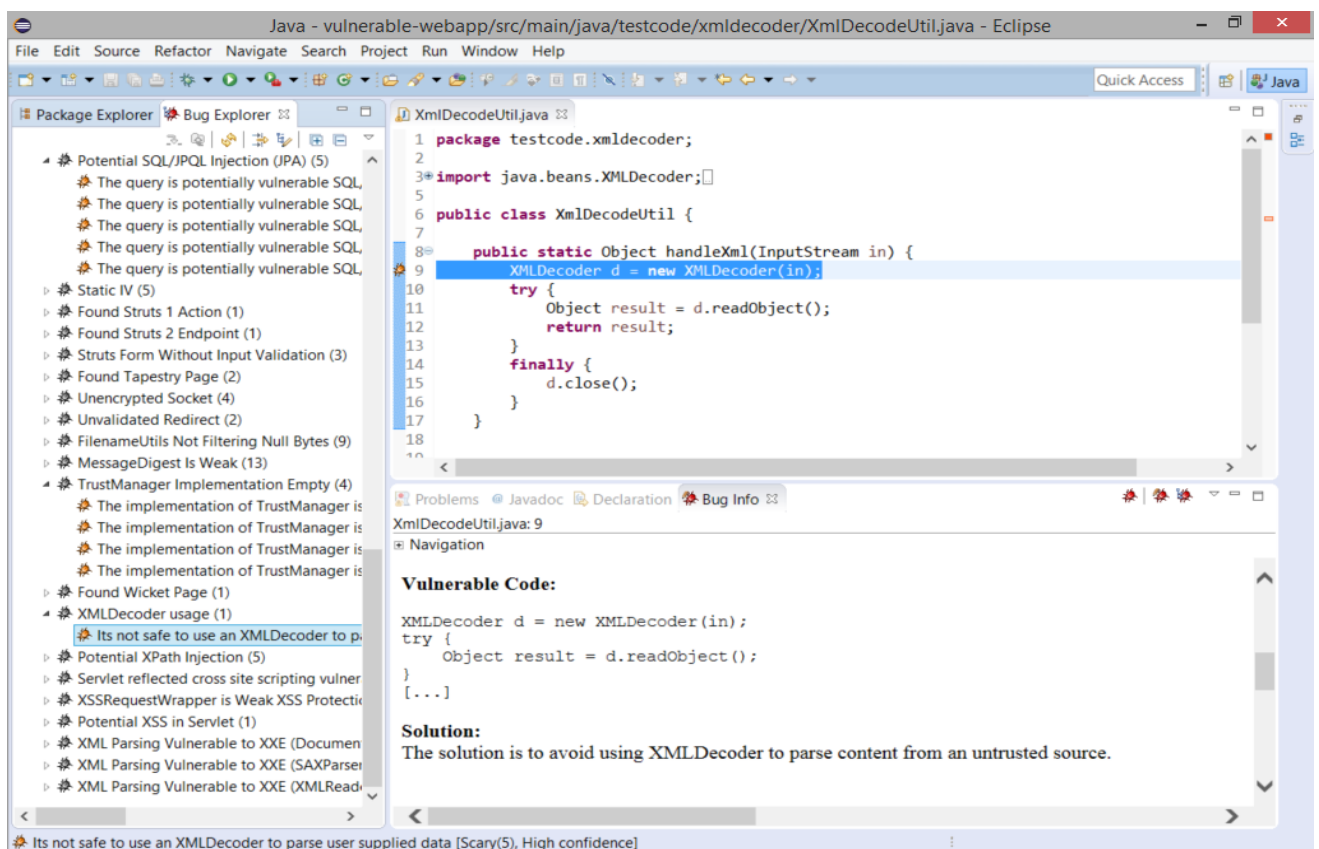 Java - vulnerable-webapp/src/main/java/testcode/xmldecoder/XmlDecodeUtil.java - Eclipse
File Edit Source Refactor Navigate Search Project Run Window Help
Quick Access
Java
Package Explorer
Bug Explorer
Potential SQL/JPQL Injection (JPA) (5)
The query is potentially vulnerable SQL,
The query is potentially vulnerable SQL,
The query is potentially vulnerable SQL,
The query is potentially vulnerable SQL,
The query is potentially vulnerable SQL,
Static IV (5)
Found Struts 1 Action (1)
Found Struts 2 Endpoint (1)
Struts Form Without Input Validation (3)
Found Tapestry Page (2)
Unencrypted Socket (4)
Unvalidated Redirect (2)
FilenameUtils Not Filtering Null Bytes (9)
MessageDigest Is Weak (13)
TrustManager Implementation Empty (4)
The implementation of TrustManager is
The implementation of TrustManager is
The implementation of TrustManager is
The implementation of TrustManager is
Found Wicket Page (1)
XMLDecoder usage (1)
Its not safe to use an XMLDecoder to pa
Potential XPath Injection (5)
Servlet reflected cross site scripting vulner
XSSRequestWrapper is Weak XSS Protectio
Potential XSS in Servlet (1)
XML Parsing Vulnerable to XXE (Documen
XML Parsing Vulnerable to XXE (SAXParser
XML Parsing Vulnerable to XXE (XMLReade
XmlDecodeUtil.java
1 package testcode.xmldecoder;
2
3 import java.beans.XMLDecoder;
5
6 public class XmlDecodeUtil {
7
8 public static Object handleXml(InputStream in) {
9 XMLDecoder d = new XMLDecoder(in);
10 try {
11 Object result = d.readObject();
12 return result;
13 }
14 finally {
15 d.close();
16 }
17 }
18
19
Problems
Javadoc
Declaration
Bug Info
XmlDecodeUtil.java: 9
Navigation
Vulnerable Code:
XMLDecoder d = new XMLDecoder(in);
try {
Object result = d.readObject();
}
[...]
Solution:
The solution is to avoid using XMLDecoder to parse content from an untrusted source.
Its not safe to use an XMLDecoder to parse user supplied data [Scary(5), High confidence]